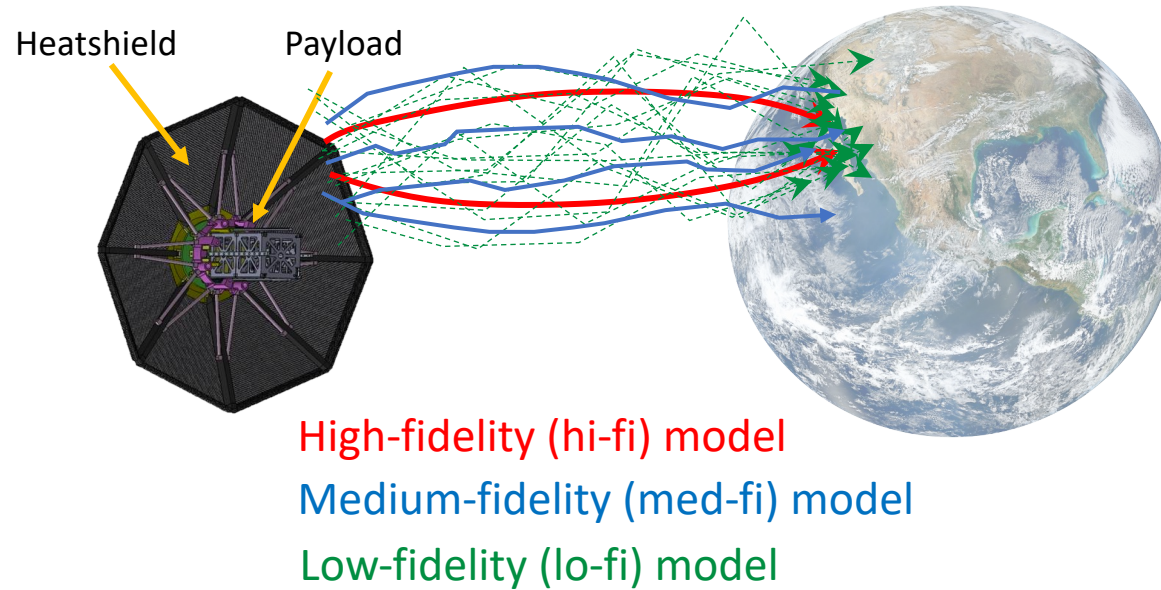 Heatshield
Payload
High-fidelity (hi-fi) model
Medium-fidelity (med-fi) model
Low-fidelity (lo-fi) model